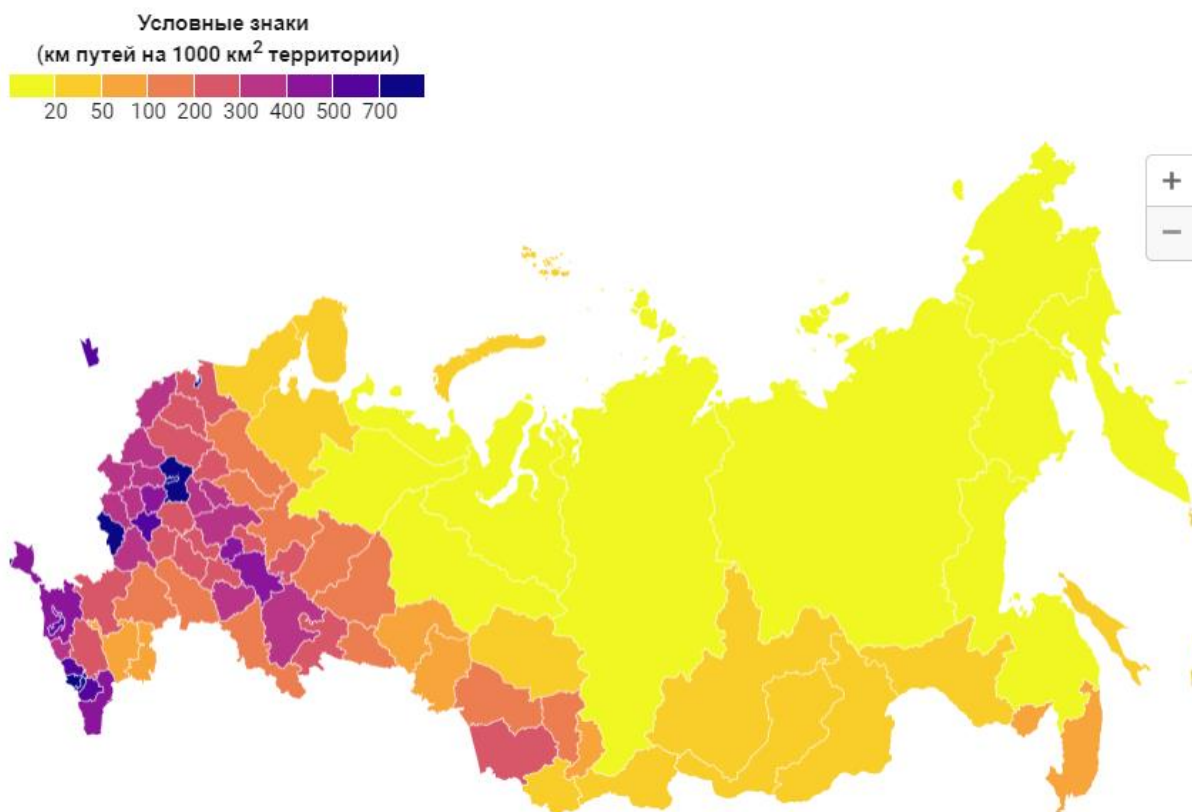 Условные знаки
(км путей на 1000 км² территории)
20 50 100 200 300 400 500 700
+
−